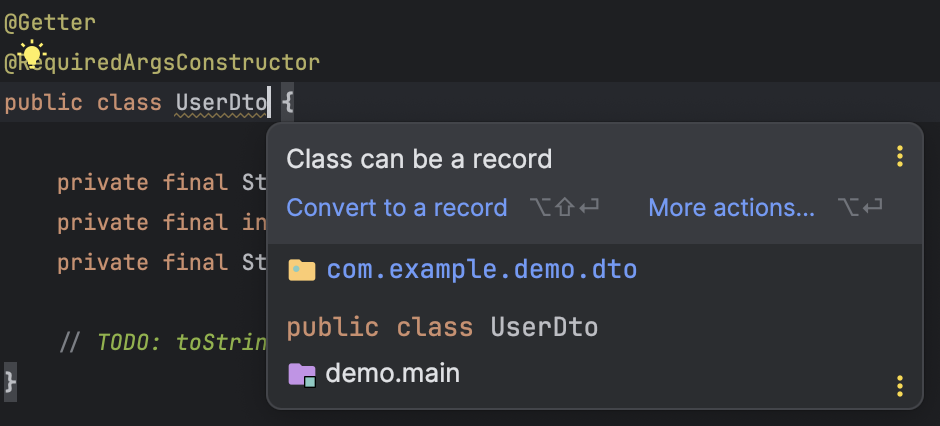 @Getter
@RequiredArgsConstructor
public class UserDto {
private final St
private final in
private final St
// TODO: toStrin
}
Class can be a record
Convert to a record ⌥⇧⏎ More actions... ⌥⏎
com.example.demo.dto
public class UserDto
demo.main